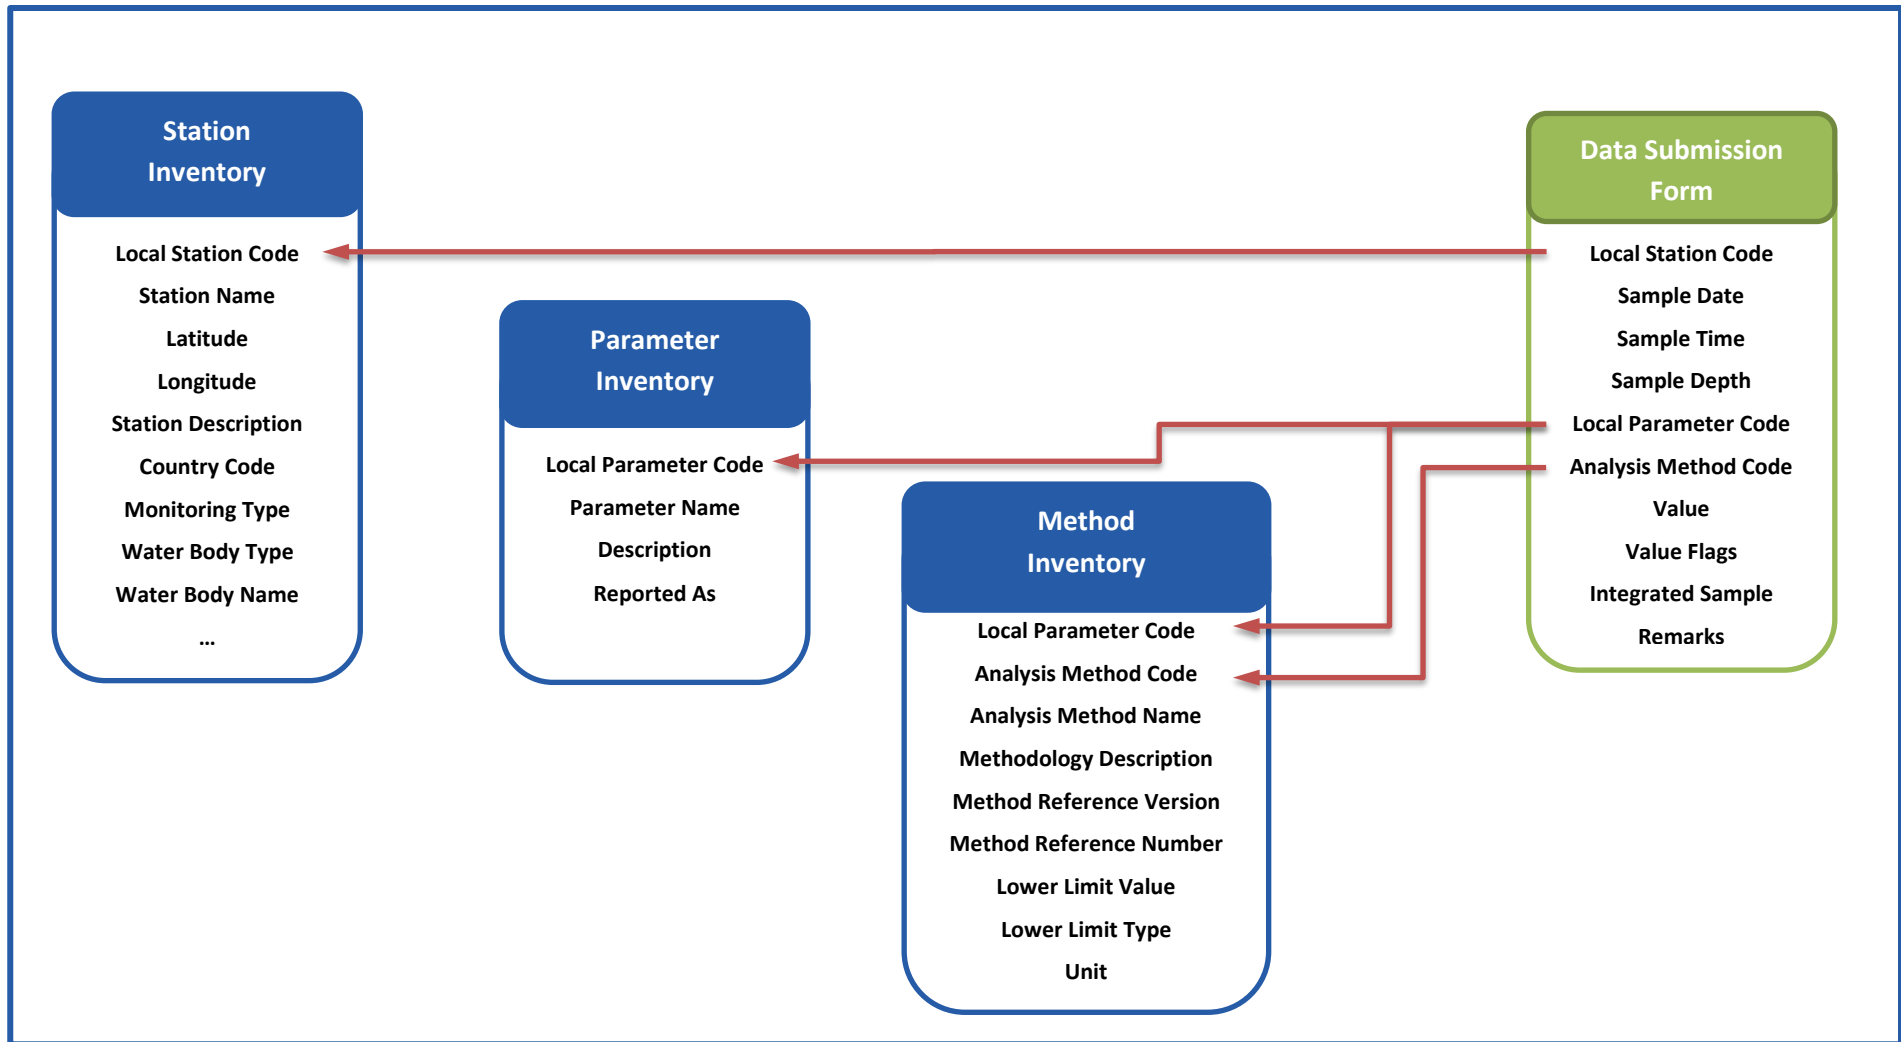 Station
Inventory
Local Station Code
Station Name
Latitude
Longitude
Station Description
Country Code
Monitoring Type
Water Body Type
Water Body Name
...
Parameter
Inventory
Local Parameter Code
Parameter Name
Description
Reported As
Method
Inventory
Local Parameter Code
Analysis Method Code
Analysis Method Name
Methodology Description
Method Reference Version
Method Reference Number
Lower Limit Value
Lower Limit Type
Unit
Data Submission
Form
Local Station Code
Sample Date
Sample Time
Sample Depth
Local Parameter Code
Analysis Method Code
Value
Value Flags
Integrated Sample
Remarks